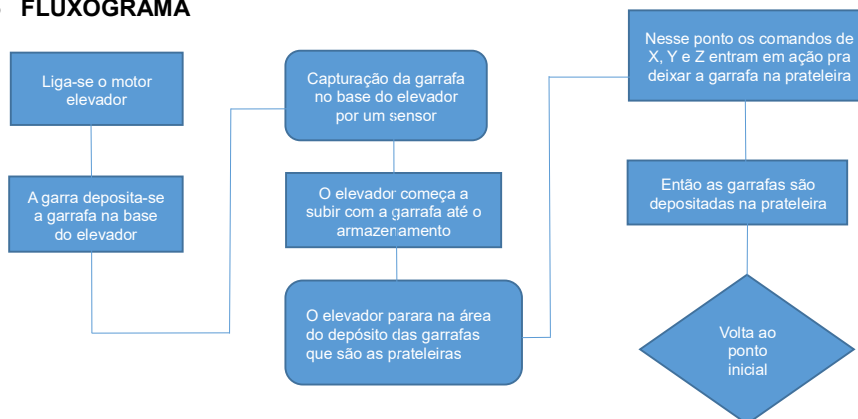 FLUXOGRAMA
Liga-se o motor
elevador
A garra deposita-se
a garrafa na base
do elevador
Capturação da garrafa
no base do elevador
por um sensor
O elevador começa a
subir com a garrafa até o
armazenamento
O elevador parara na área
do depósito das garrafas
que são as prateleiras
Nesse ponto os comandos de
X, Y e Z entram em ação pra
deixar a garrafa na prateleira
Então as garrafas são
depositadas na prateleira
Volta ao
ponto
inicial